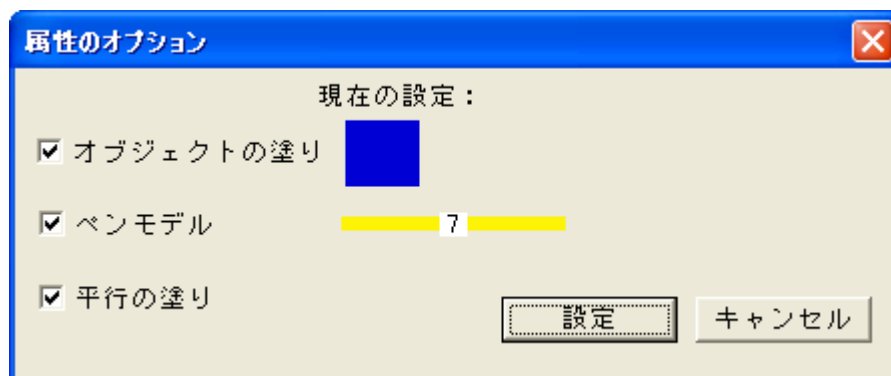 属性のオプション
現在の設定：
オブジェクトの塗り
ペンモデル
7
平行の塗り
設定
キャンセル